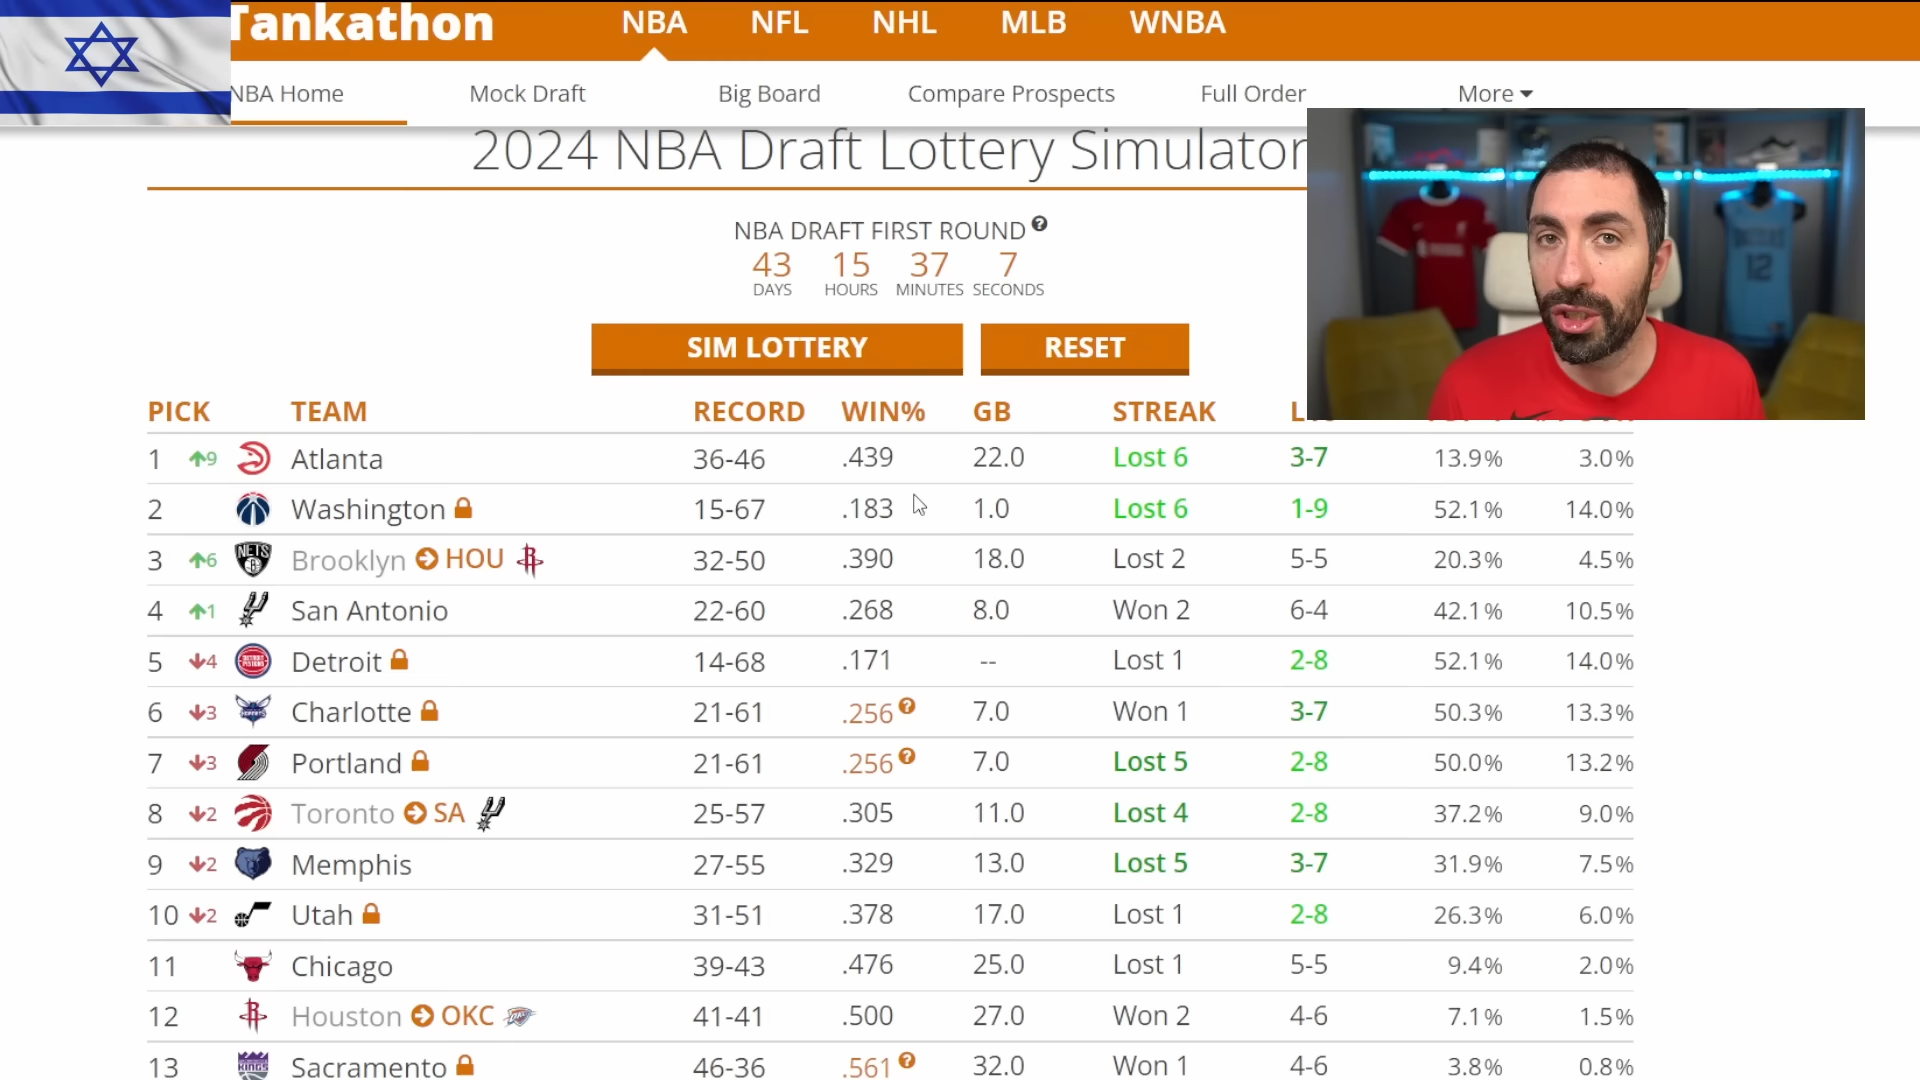 Tankathon NBA NFL NHL MLB WNBA
NBA Home Mock Draft Big Board Compare Prospects Full Order More
2024 NBA Draft Lottery Simulator
NBA DRAFT FIRST ROUND ?
43 15 37 7
DAYS HOURS MINUTES SECONDS
SIM LOTTERY RESET
PICK TEAM RECORD WIN% GB STREAK
1 9 Atlanta 36-46 .439 22.0 Lost 6 3-7 13.9% 3.0%
2 Washington 15-67 .183 1.0 Lost 6 1-9 52.1% 14.0%
3 6 NETS B Brooklyn HOU R 32-50 .390 18.0 Lost 2 5-5 20.3% 4.5%
4 1 San Antonio 22-60 .268 8.0 Won 2 6-4 42.1% 10.5%
5 4 Detroit 14-68 .171 -- Lost 1 2-8 52.1% 14.0%
6 3 Charlotte 21-61 .256 ? 7.0 Won 1 3-7 50.3% 13.3%
7 3 Portland 21-61 .256 ? 7.0 Lost 5 2-8 50.0% 13.2%
8 2 Toronto SA 25-57 .305 11.0 Lost 4 2-8 37.2% 9.0%
9 2 Memphis 27-55 .329 13.0 Lost 5 3-7 31.9% 7.5%
10 2 Utah 31-51 .378 17.0 Lost 1 2-8 26.3% 6.0%
11 Chicago 39-43 .476 25.0 Lost 1 5-5 9.4% 2.0%
12 R Houston OKC OKC 41-41 .500 27.0 Won 2 4-6 7.1% 1.5%
13 KINGS Sacramento 46-36 .561 ? 32.0 Won 1 4-6 3.8% 0.8%
12